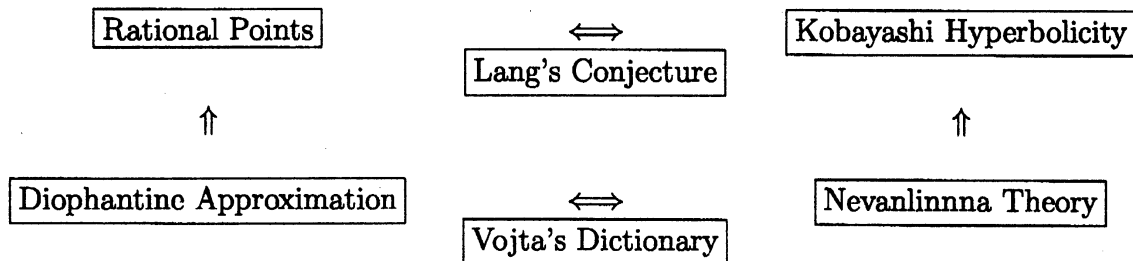 Rational Points ⟺ Kobayashi Hyperbolicity
Lang's Conjecture
⇑ ⇑
Diophantine Approximation ⟺ Nevanlinnna Theory
Vojta's Dictionary